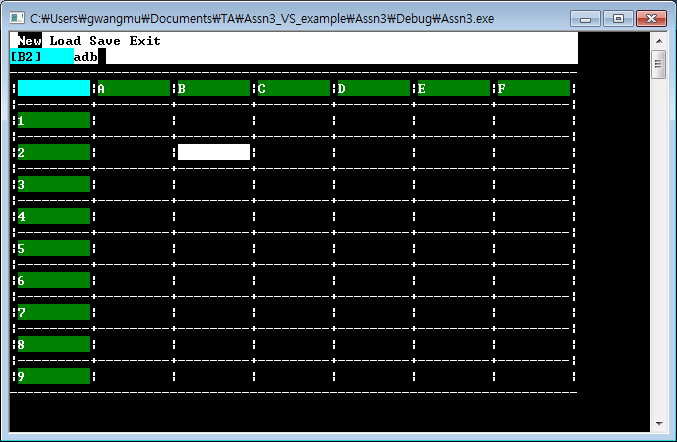 C:₩Users₩gwangmu₩Documents₩TA₩Assn3_VS_example₩Assn3₩Debug₩Assn3.exe
New Load Save Exit
[B2] adb
A B C D E F
1
2
3
4
5
6
7
8
9